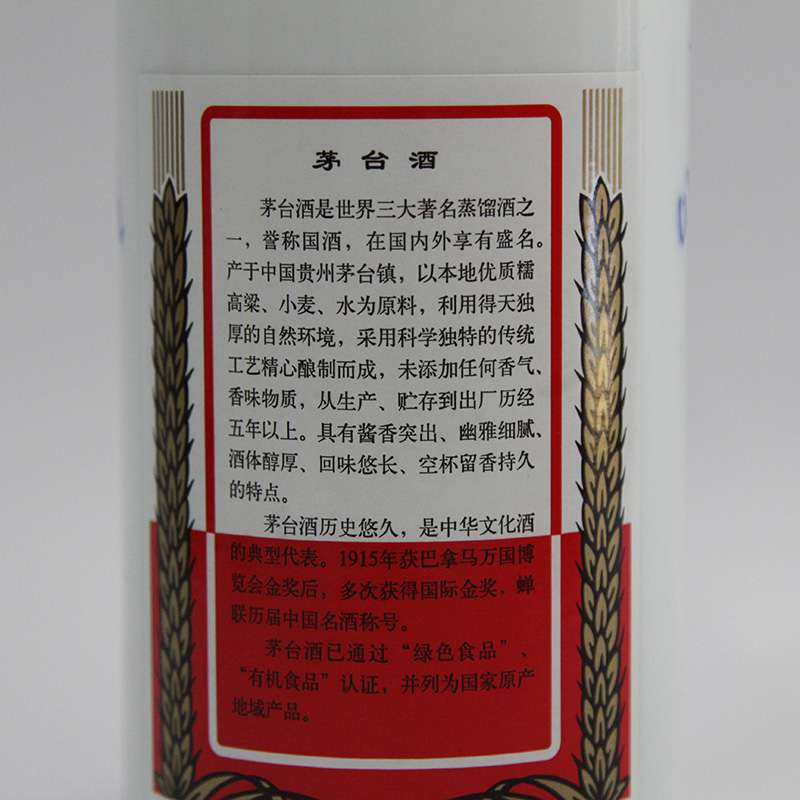 茅台酒
茅台酒是世界三大著名蒸馏酒之
一，誉称国酒，在国内外享有盛名。
产于中国贵州茅台镇，以本地优质糯
高粱、小麦、水为原料，利用得天独
厚的自然环境，采用科学独特的传统
工艺精心酿制而成，未添加任何香气、
香味物质，从生产、贮存到出厂历经
五年以上。具有酱香突出、幽雅细腻、
酒体醇厚、回味悠长、空杯留香持久
的特点。
茅台酒历史悠久，是中华文化酒
的典型代表。1915年获巴拿马万国博
览会金奖后，多次获得国际金奖，蝉
联历届中国名酒称号。
茅台酒已通过“绿色食品”、
“有机食品”认证，并列为国家原产
地域产品。